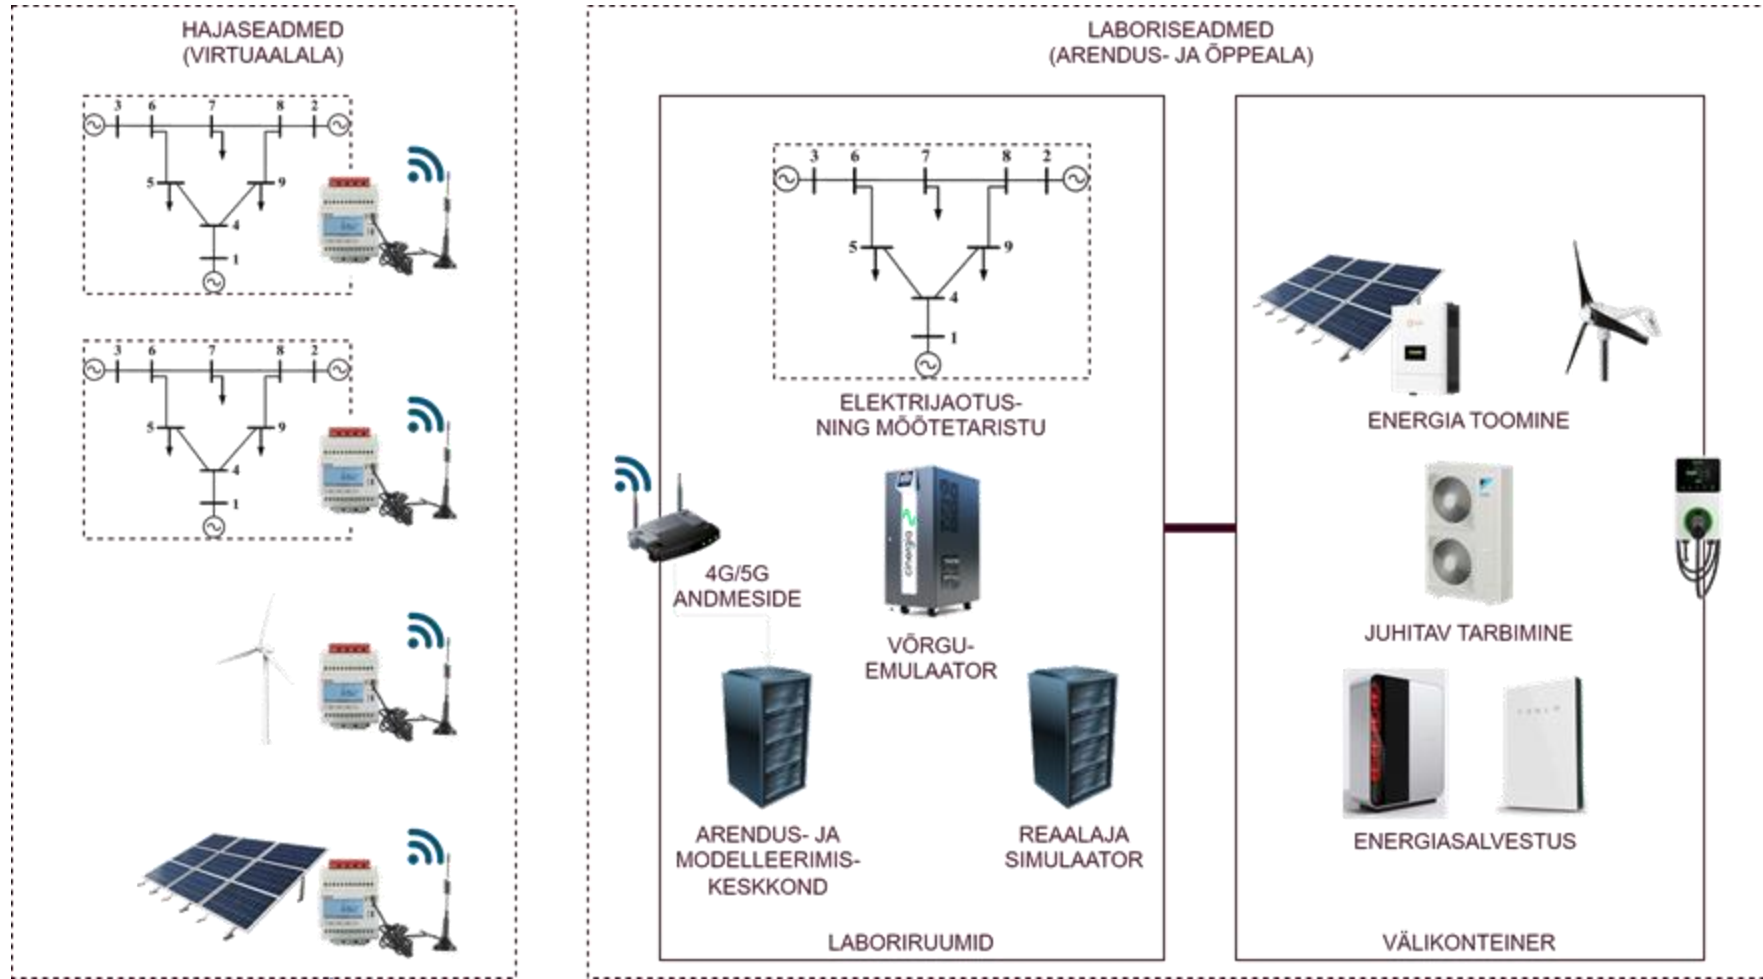 HAJASEADMED
(VIRTUAALALA)
3 6 7 8 2
5 9
4
1
3 6 7 8 2
5 9
4
1
LABORISEADMED
(ARENDUS- JA ÕPPEALA)
3 6 7 8 2
5 9
4
1
ELEKTRIJAOTUS-
NING MÕÕTETARISTU
4G/5G
ANDMESIDE
cinergia
VÕRGU-
EMULAATOR
ARENDUS- JA
MODELLEERIMIS-
KESKKOND
REAALAJA
SIMULAATOR
LABORIRUUMID
ENERGIA TOOMINE
JUHITAV TARBIMINE
TESLA
ENERGIASALVESTUS
VÄLIKONTEINER